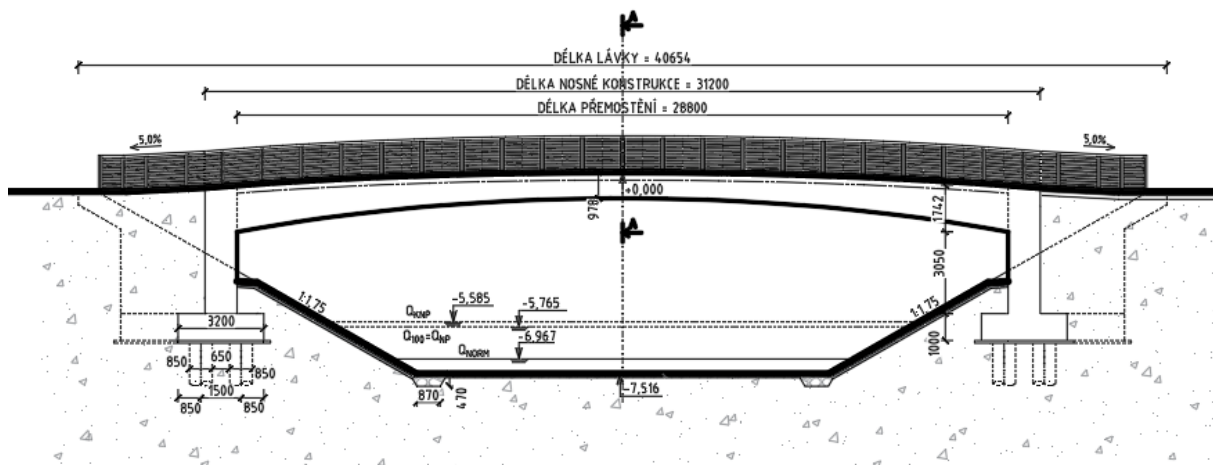 A
DÉLKA LÁVKY = 40654
DÉLKA NOSNÉ KONSTRUKCE = 31200
DÉLKA PŘEMOSTĚNÍ = 28800
5,0%
5,0%
±0,000
978
1742
A
3050
1:1,75
1:1,75
QKNP
-5,585
-5,765
Q100=QNP
-6,967
QNORM
3200
1000
850
650
850
1500
850
850
870
470
-7,516